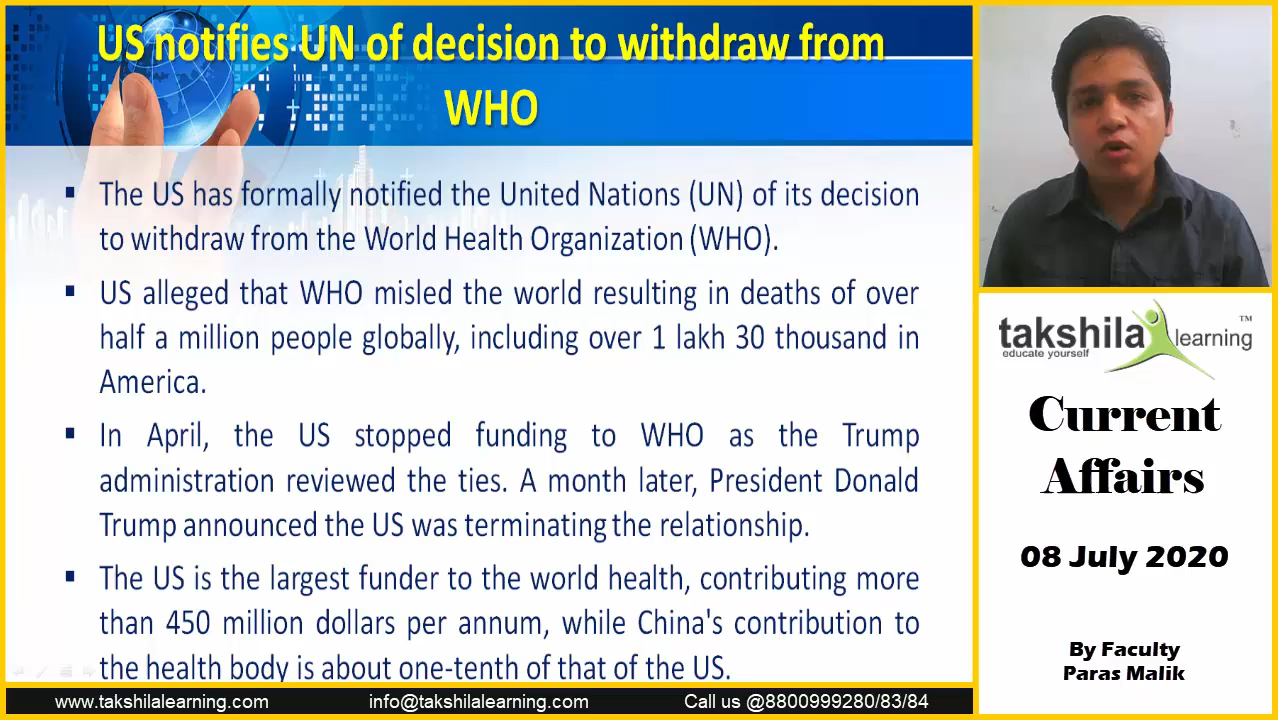 US notifies UN of decision to withdraw from
WHO
▪ The US has formally notified the United Nations (UN) of its decision
to withdraw from the World Health Organization (WHO).
▪ US alleged that WHO misled the world resulting in deaths of over
half a million people globally, including over 1 lakh 30 thousand in
America.
▪ In April, the US stopped funding to WHO as the Trump
administration reviewed the ties. A month later, President Donald
Trump announced the US was terminating the relationship.
▪ The US is the largest funder to the world health, contributing more
than 450 million dollars per annum, while China's contribution to
the health body is about one-tenth of that of the US.
www.takshilalearning.com info@takshilalearning.com Call us @8800999280/83/84
takshila learning ™
educate yourself
Current
Affairs
08 July 2020
By Faculty
Paras Malik